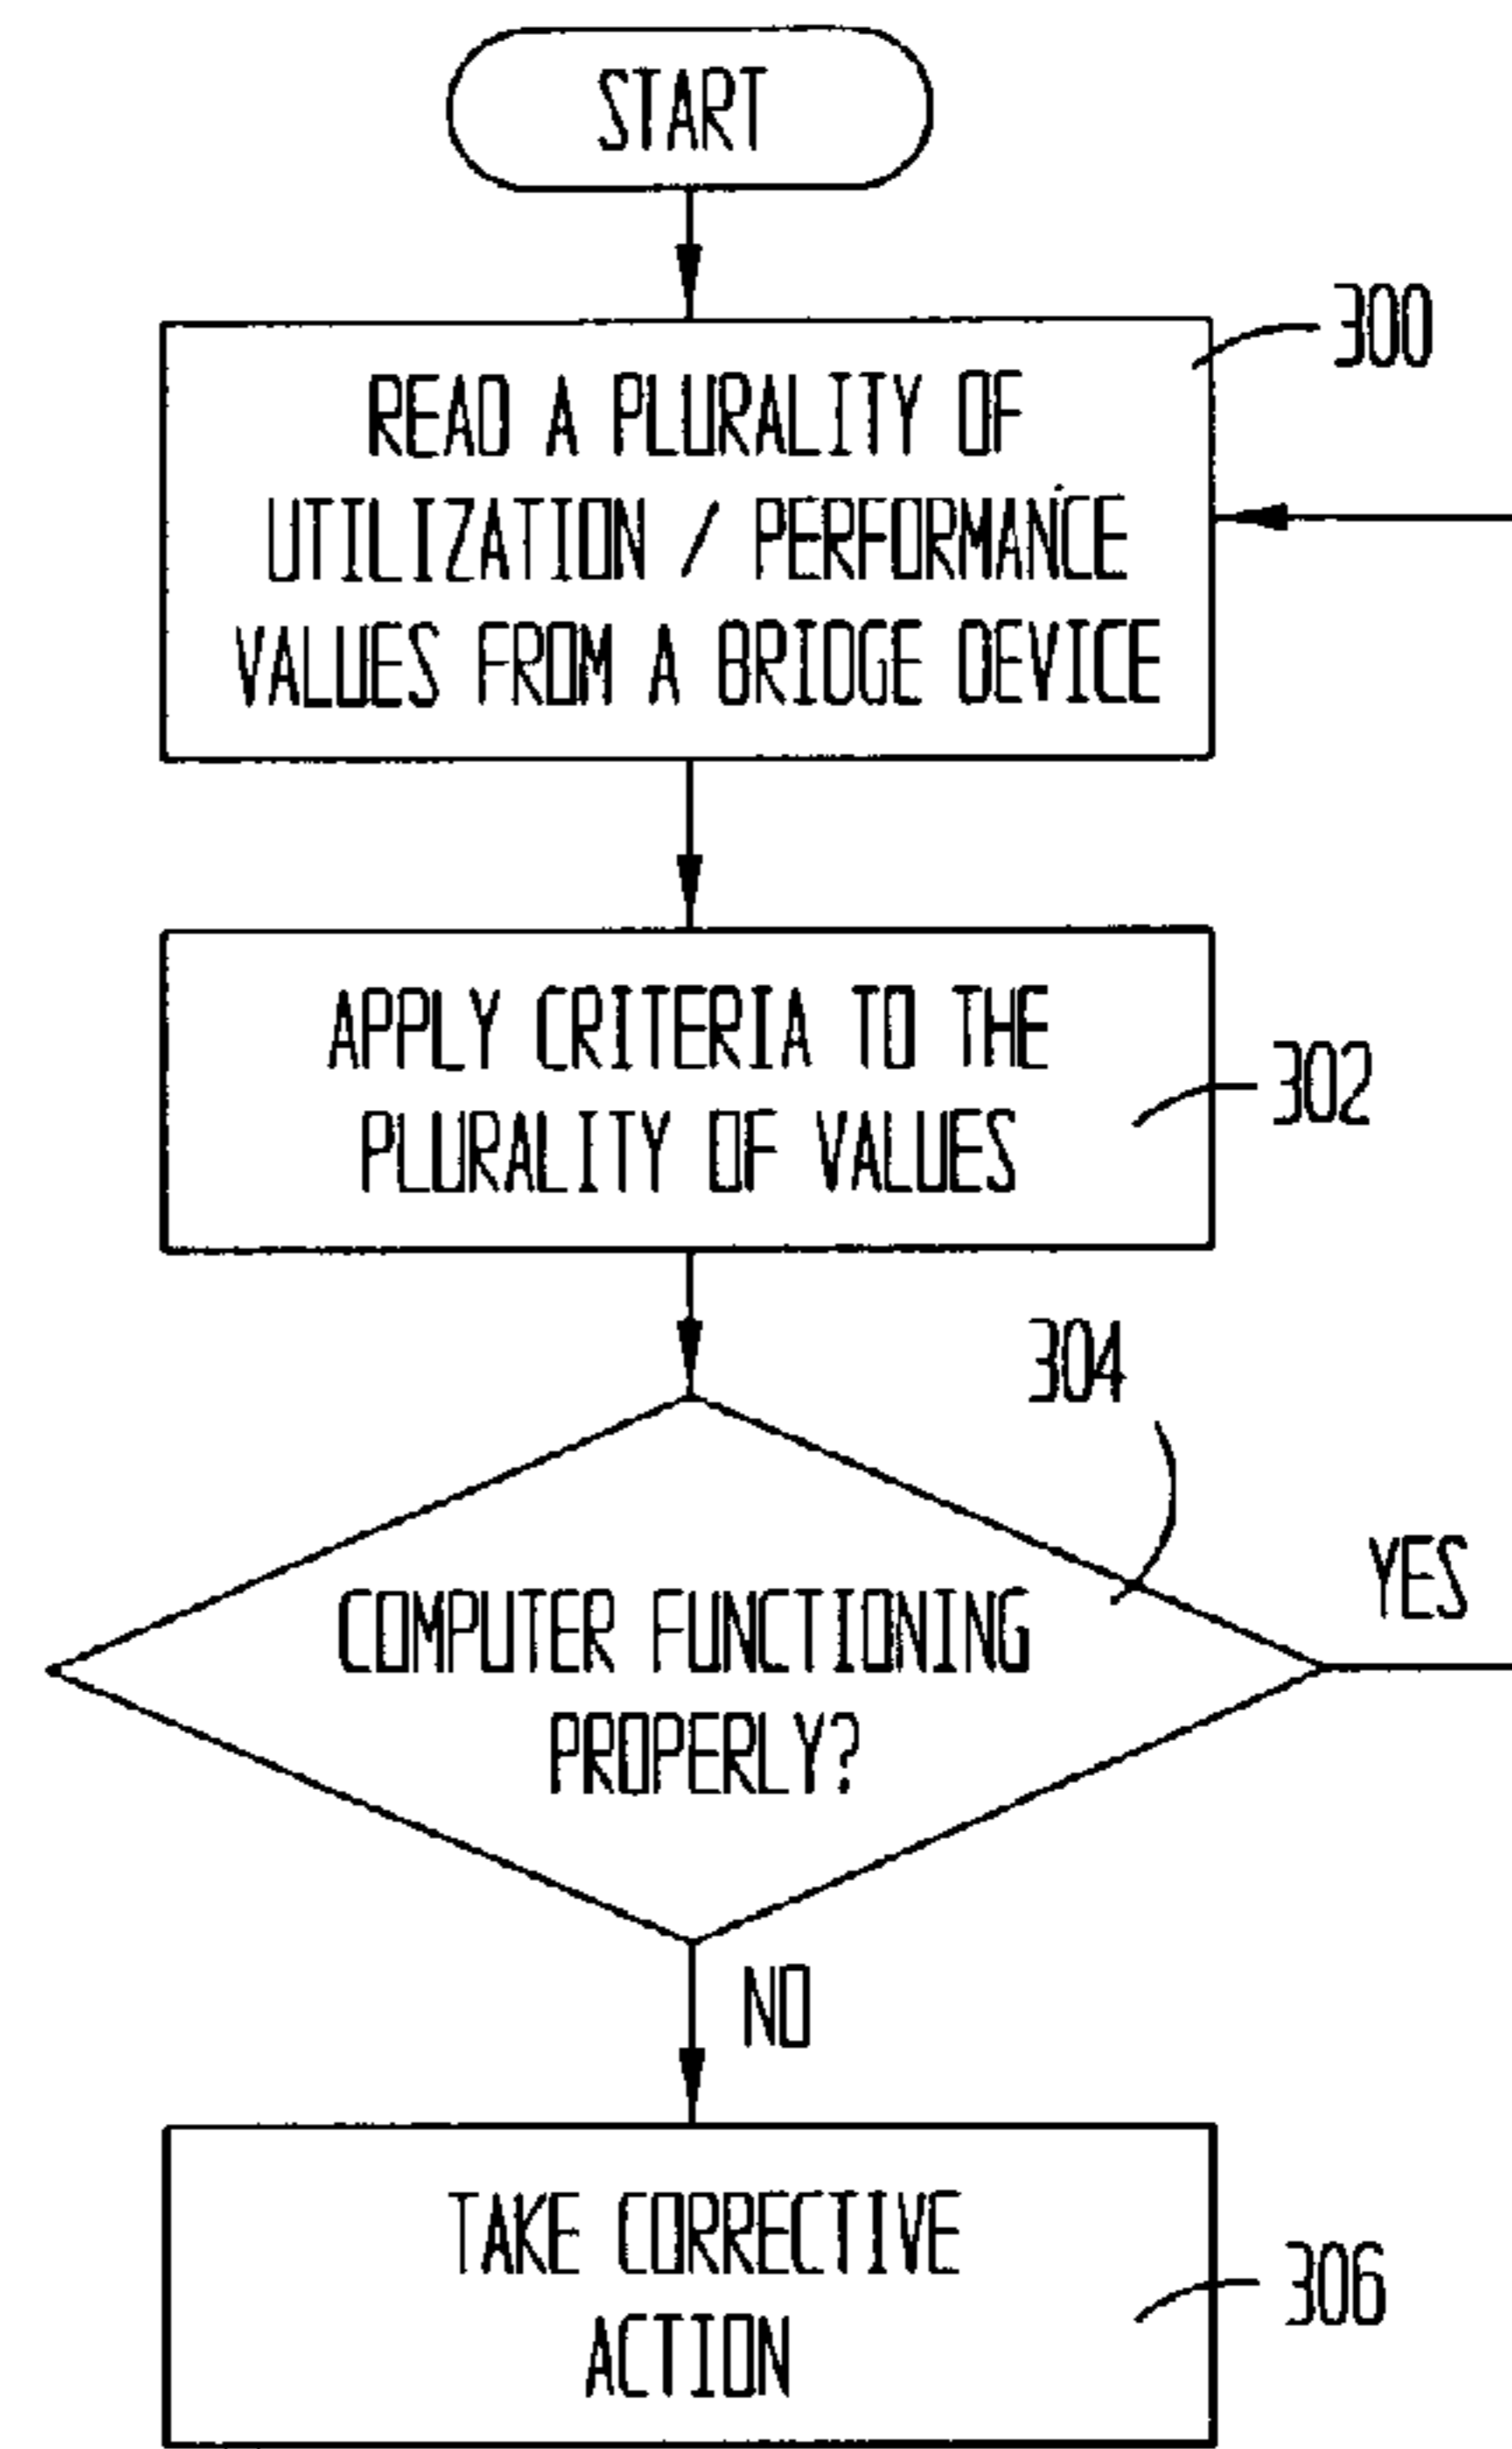 START
300
READ A PLURALITY OF
UTILIZATION / PERFORMANCE
VALUES FROM A BRIDGE DEVICE
APPLY CRITERIA TO THE
PLURALITY OF VALUES
302
304
YES
COMPUTER FUNCTIONING
PROPERLY?
NO
TAKE CORRECTIVE
ACTION
306